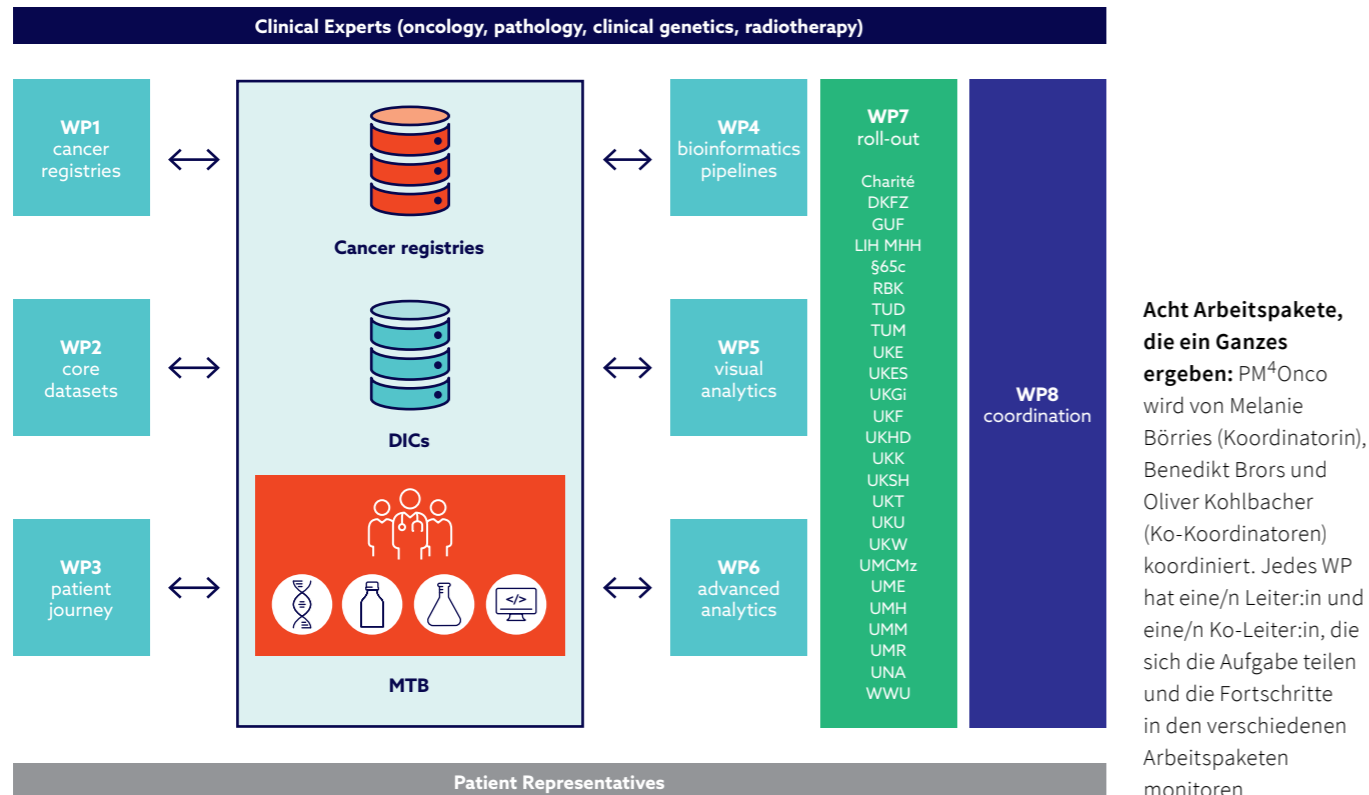 Clinical Experts (oncology, pathology, clinical genetics, radiotherapy)
WP1
cancer
registries
WP2
core
datasets
WP3
patient
journey
Cancer registries
DICs
</>
MTB
WP4
bioinformatics
pipelines
WP5
visual
analytics
WP6
advanced
analytics
WP7
roll-out
Charité
DKFZ
GUF
LIH MHH
§65c
RBK
TUD
TUM
UKE
UKES
UKGi
UKF
UKHD
UKK
UKSH
UKT
UKU
UKW
UMCMz
UME
UMH
UMM
UMR
UNA
WWU
WP8
coordination
Patient Representatives
Acht Arbeitspakete,
die ein Ganzes
ergeben: PM⁴Onco
wird von Melanie
Börries (Koordinatorin),
Benedikt Brors und
Oliver Kohlbacher
(Ko-Koordinatoren)
koordiniert. Jedes WP
hat eine/n Leiter:in und
eine/n Ko-Leiter:in, die
sich die Aufgabe teilen
und die Fortschritte
in den verschiedenen
Arbeitspaketen
monitoren